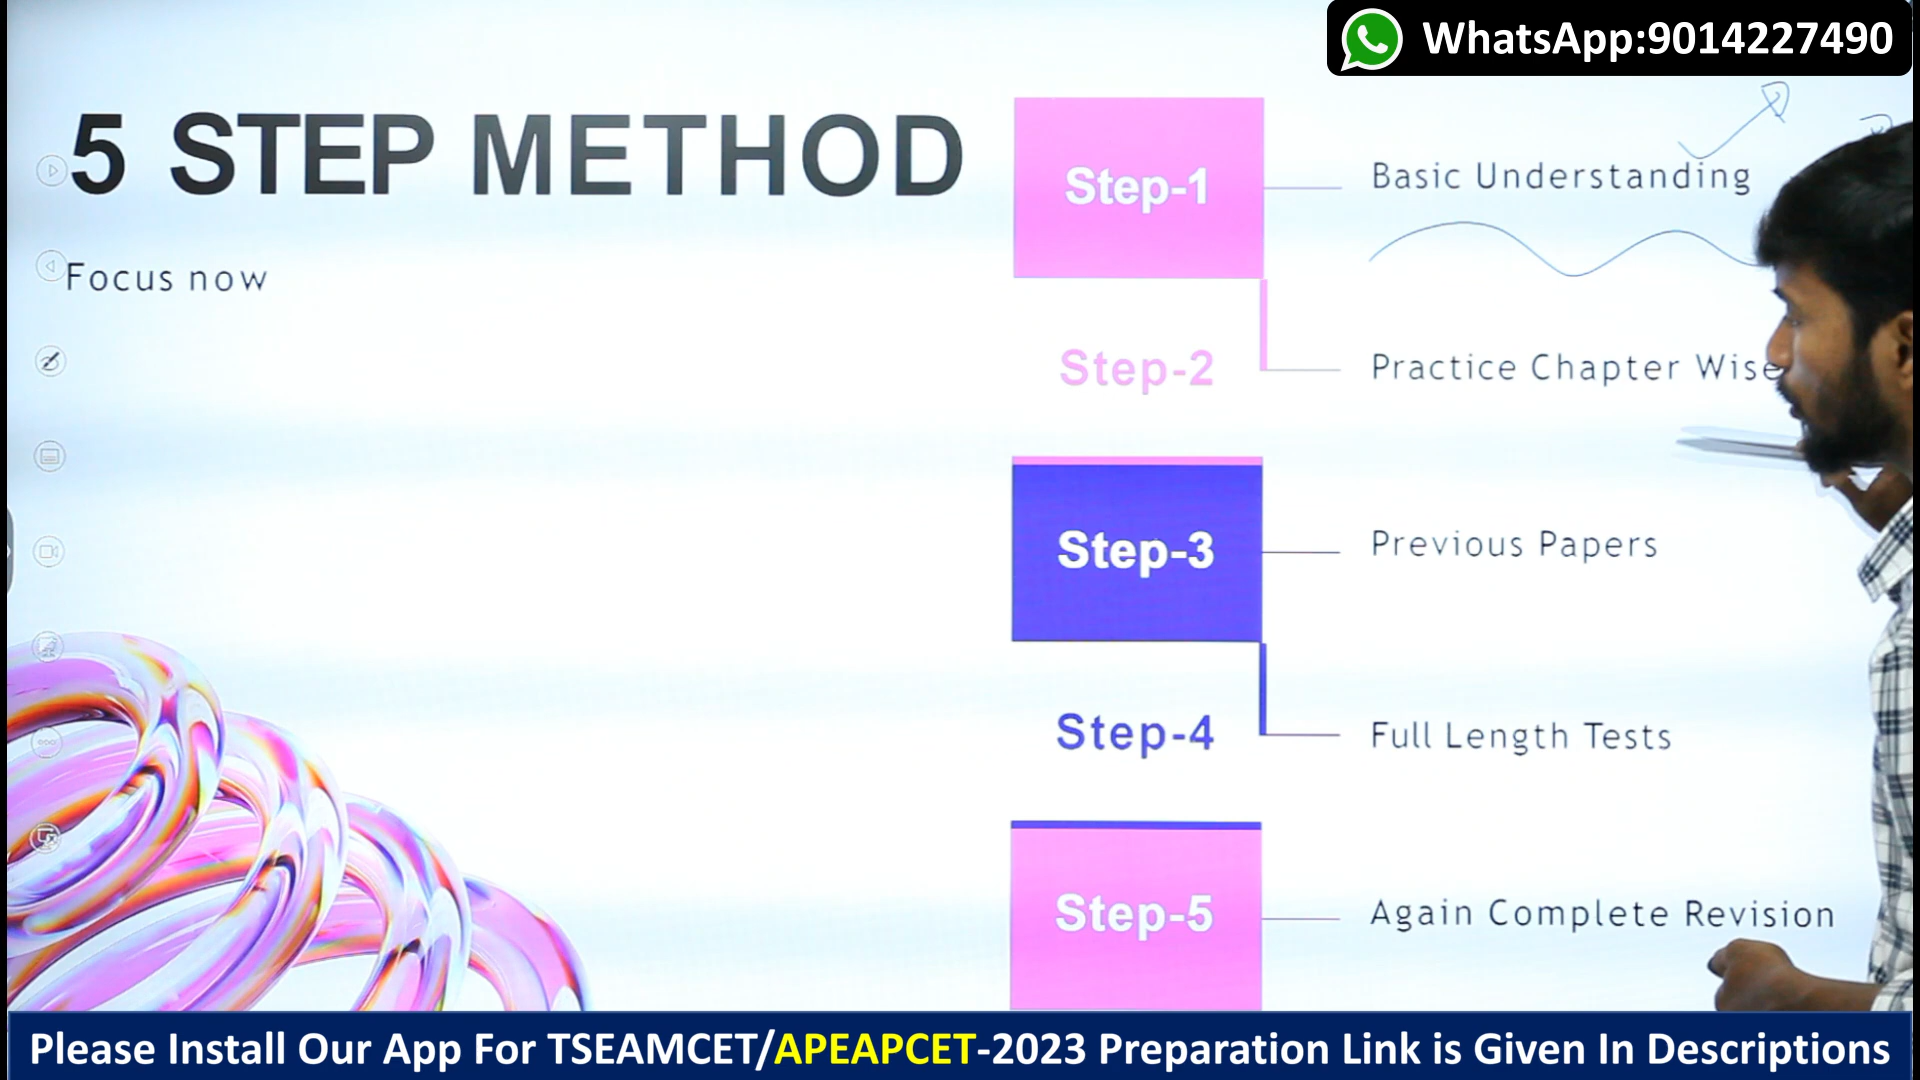 WhatsApp:9014227490
5 STEP METHOD
Focus now
Step-1
Basic Understanding
Step-2
Practice Chapter Wise
Step-3
Previous Papers
Step-4
Full Length Tests
Step-5
Again Complete Revision
Please Install Our App For TSEAMCET/APEAPCET-2023 Preparation Link is Given In Descriptions